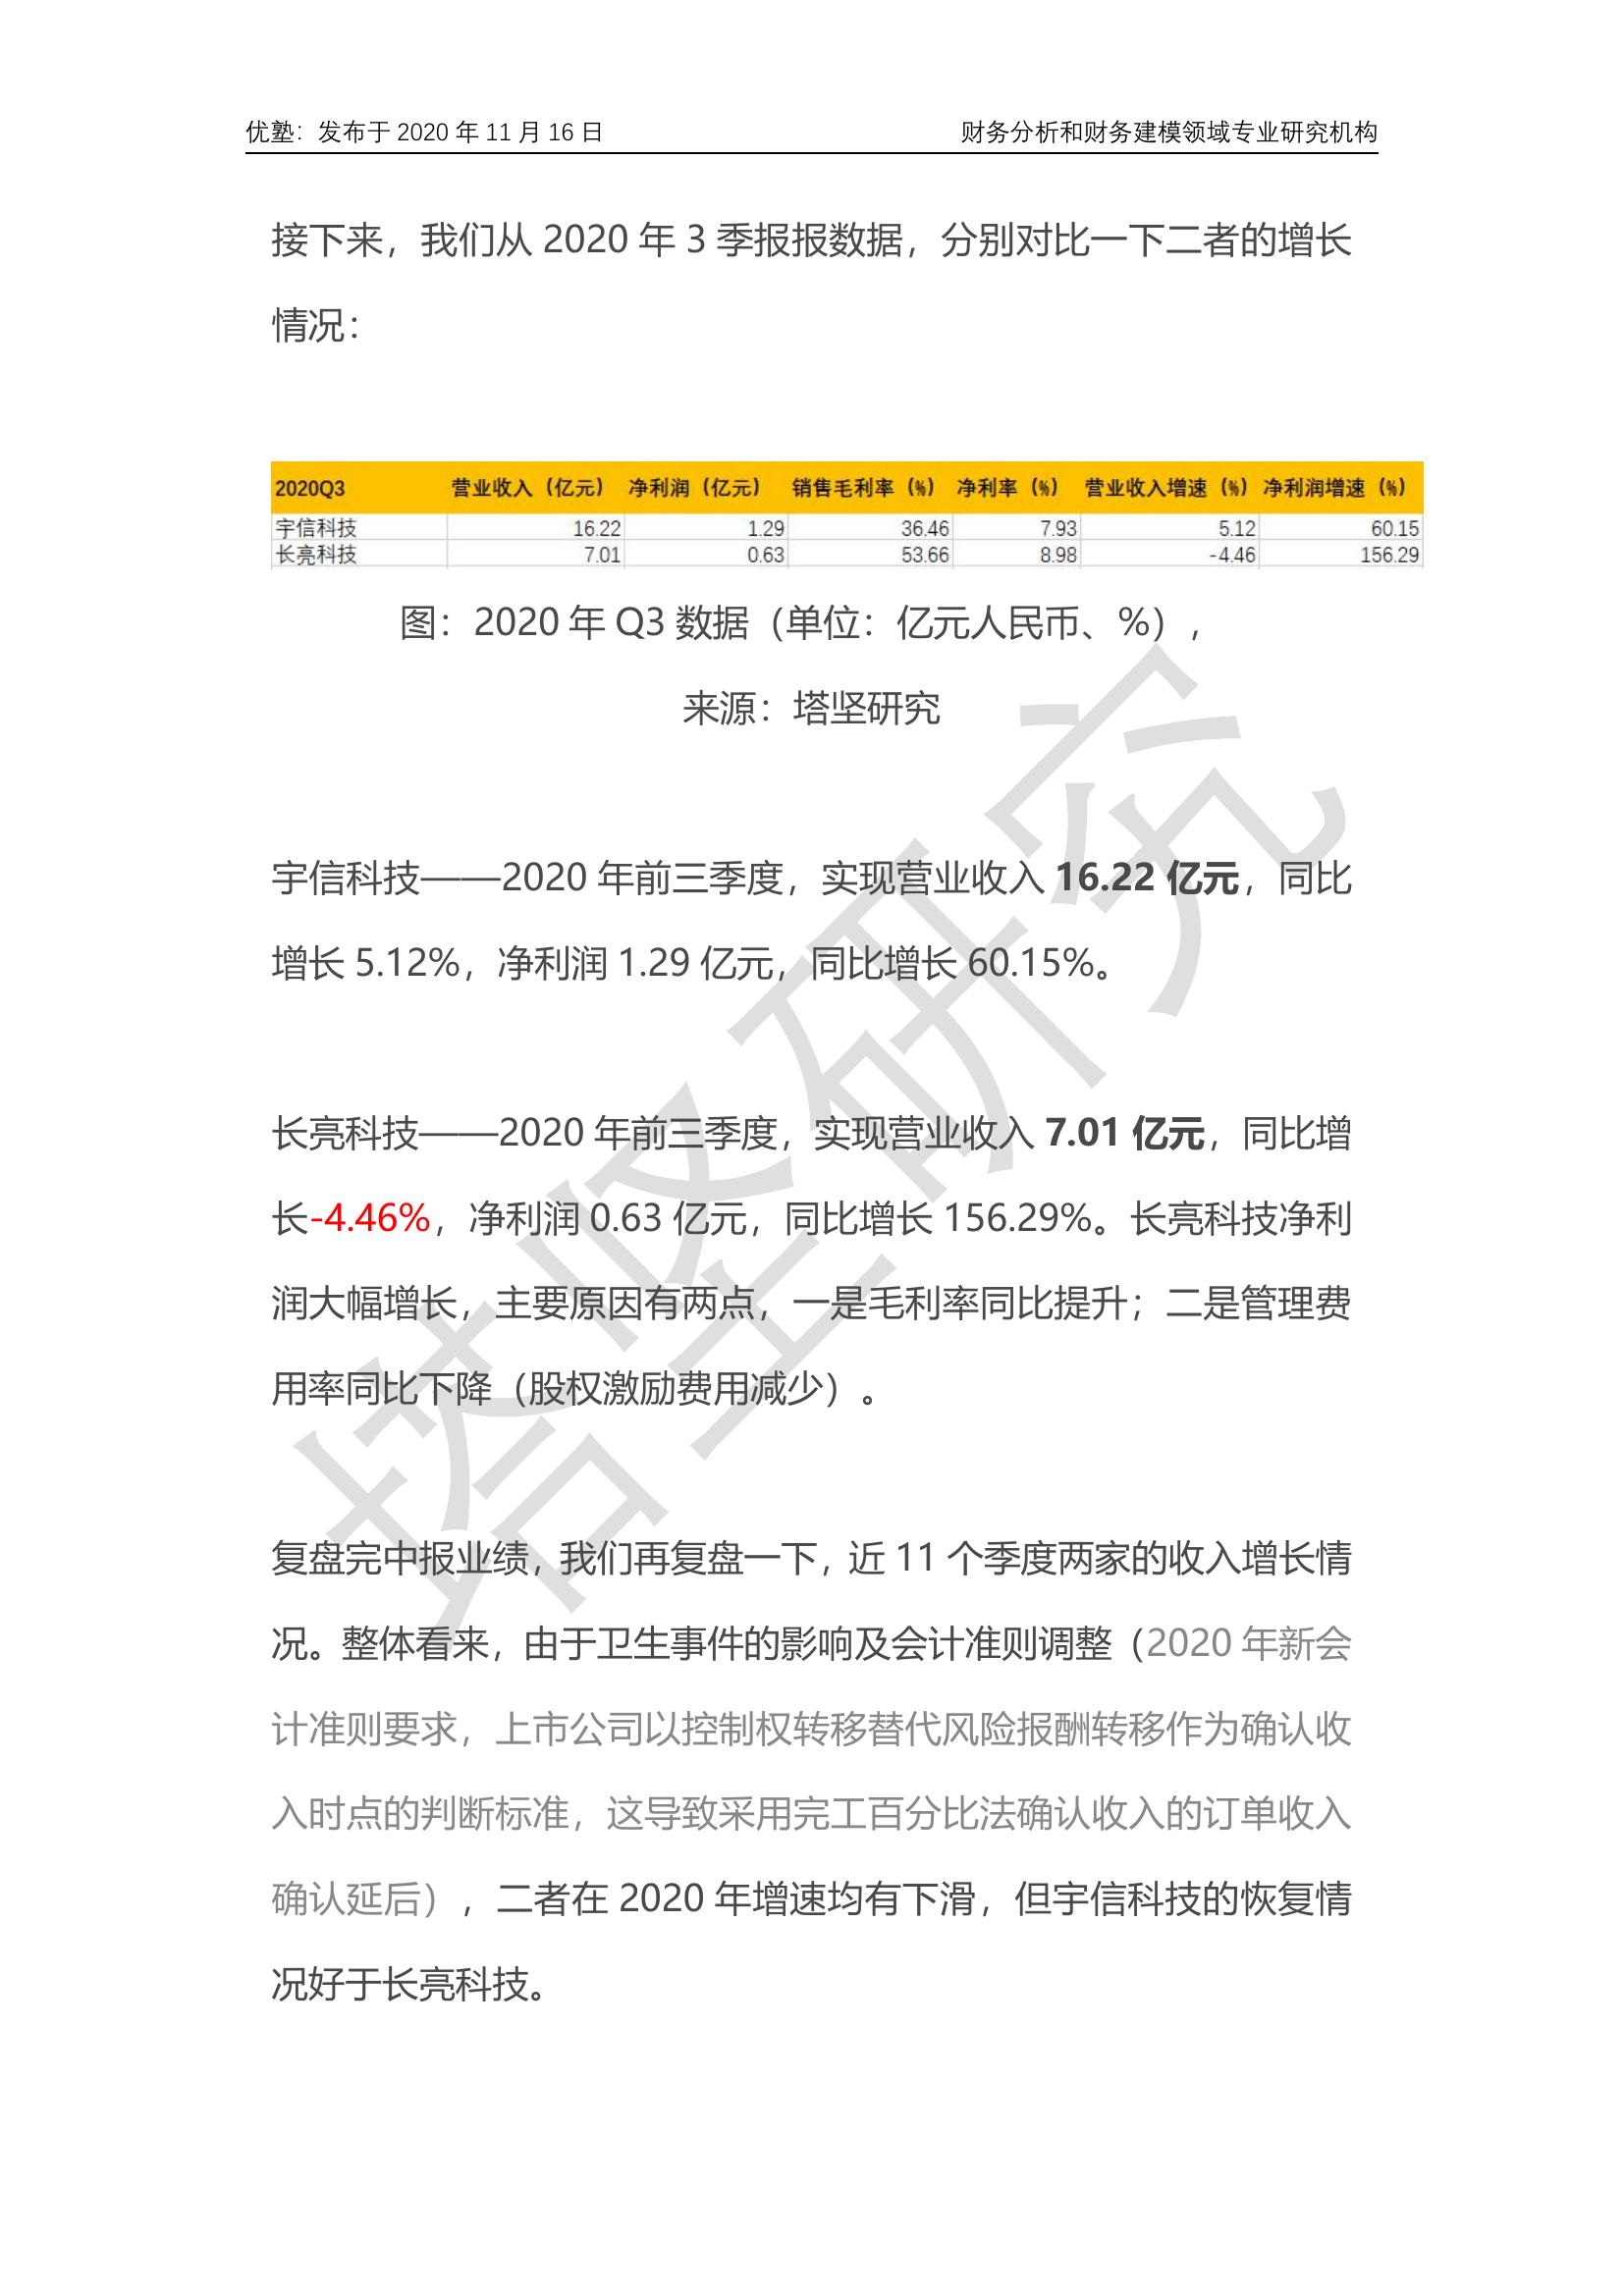 优塾：发布于 2020 年 11 月 16 日 财务分析和财务建模领域专业研究机构
接下来，我们从 2020 年 3 季报报数据，分别对比一下二者的增长
情况：
2020Q3 营业收入（亿元） 净利润（亿元） 销售毛利率（%） 净利率（%） 营业收入增速（%） 净利润增速（%）
宇信科技 16.22 1.29 36.46 7.93 5.12 60.15
长亮科技 7.01 0.63 53.66 8.98 -4.46 156.29
图：2020 年 Q3 数据（单位：亿元人民币、%），
来源：塔坚研究
宇信科技——2020 年前三季度，实现营业收入 16.22 亿元，同比
增长 5.12%，净利润 1.29 亿元，同比增长 60.15%。
长亮科技——2020 年前三季度，实现营业收入 7.01 亿元，同比增
长-4.46%，净利润 0.63 亿元，同比增长 156.29%。长亮科技净利
润大幅增长，主要原因有两点，一是毛利率同比提升；二是管理费
用率同比下降（股权激励费用减少）。
复盘完中报业绩，我们再复盘一下，近 11 个季度两家的收入增长情
况。整体看来，由于卫生事件的影响及会计准则调整（2020 年新会
计准则要求，上市公司以控制权转移替代风险报酬转移作为确认收
入时点的判断标准，这导致采用完工百分比法确认收入的订单收入
确认延后），二者在 2020 年增速均有下滑，但宇信科技的恢复情
况好于长亮科技。
塔坚研究